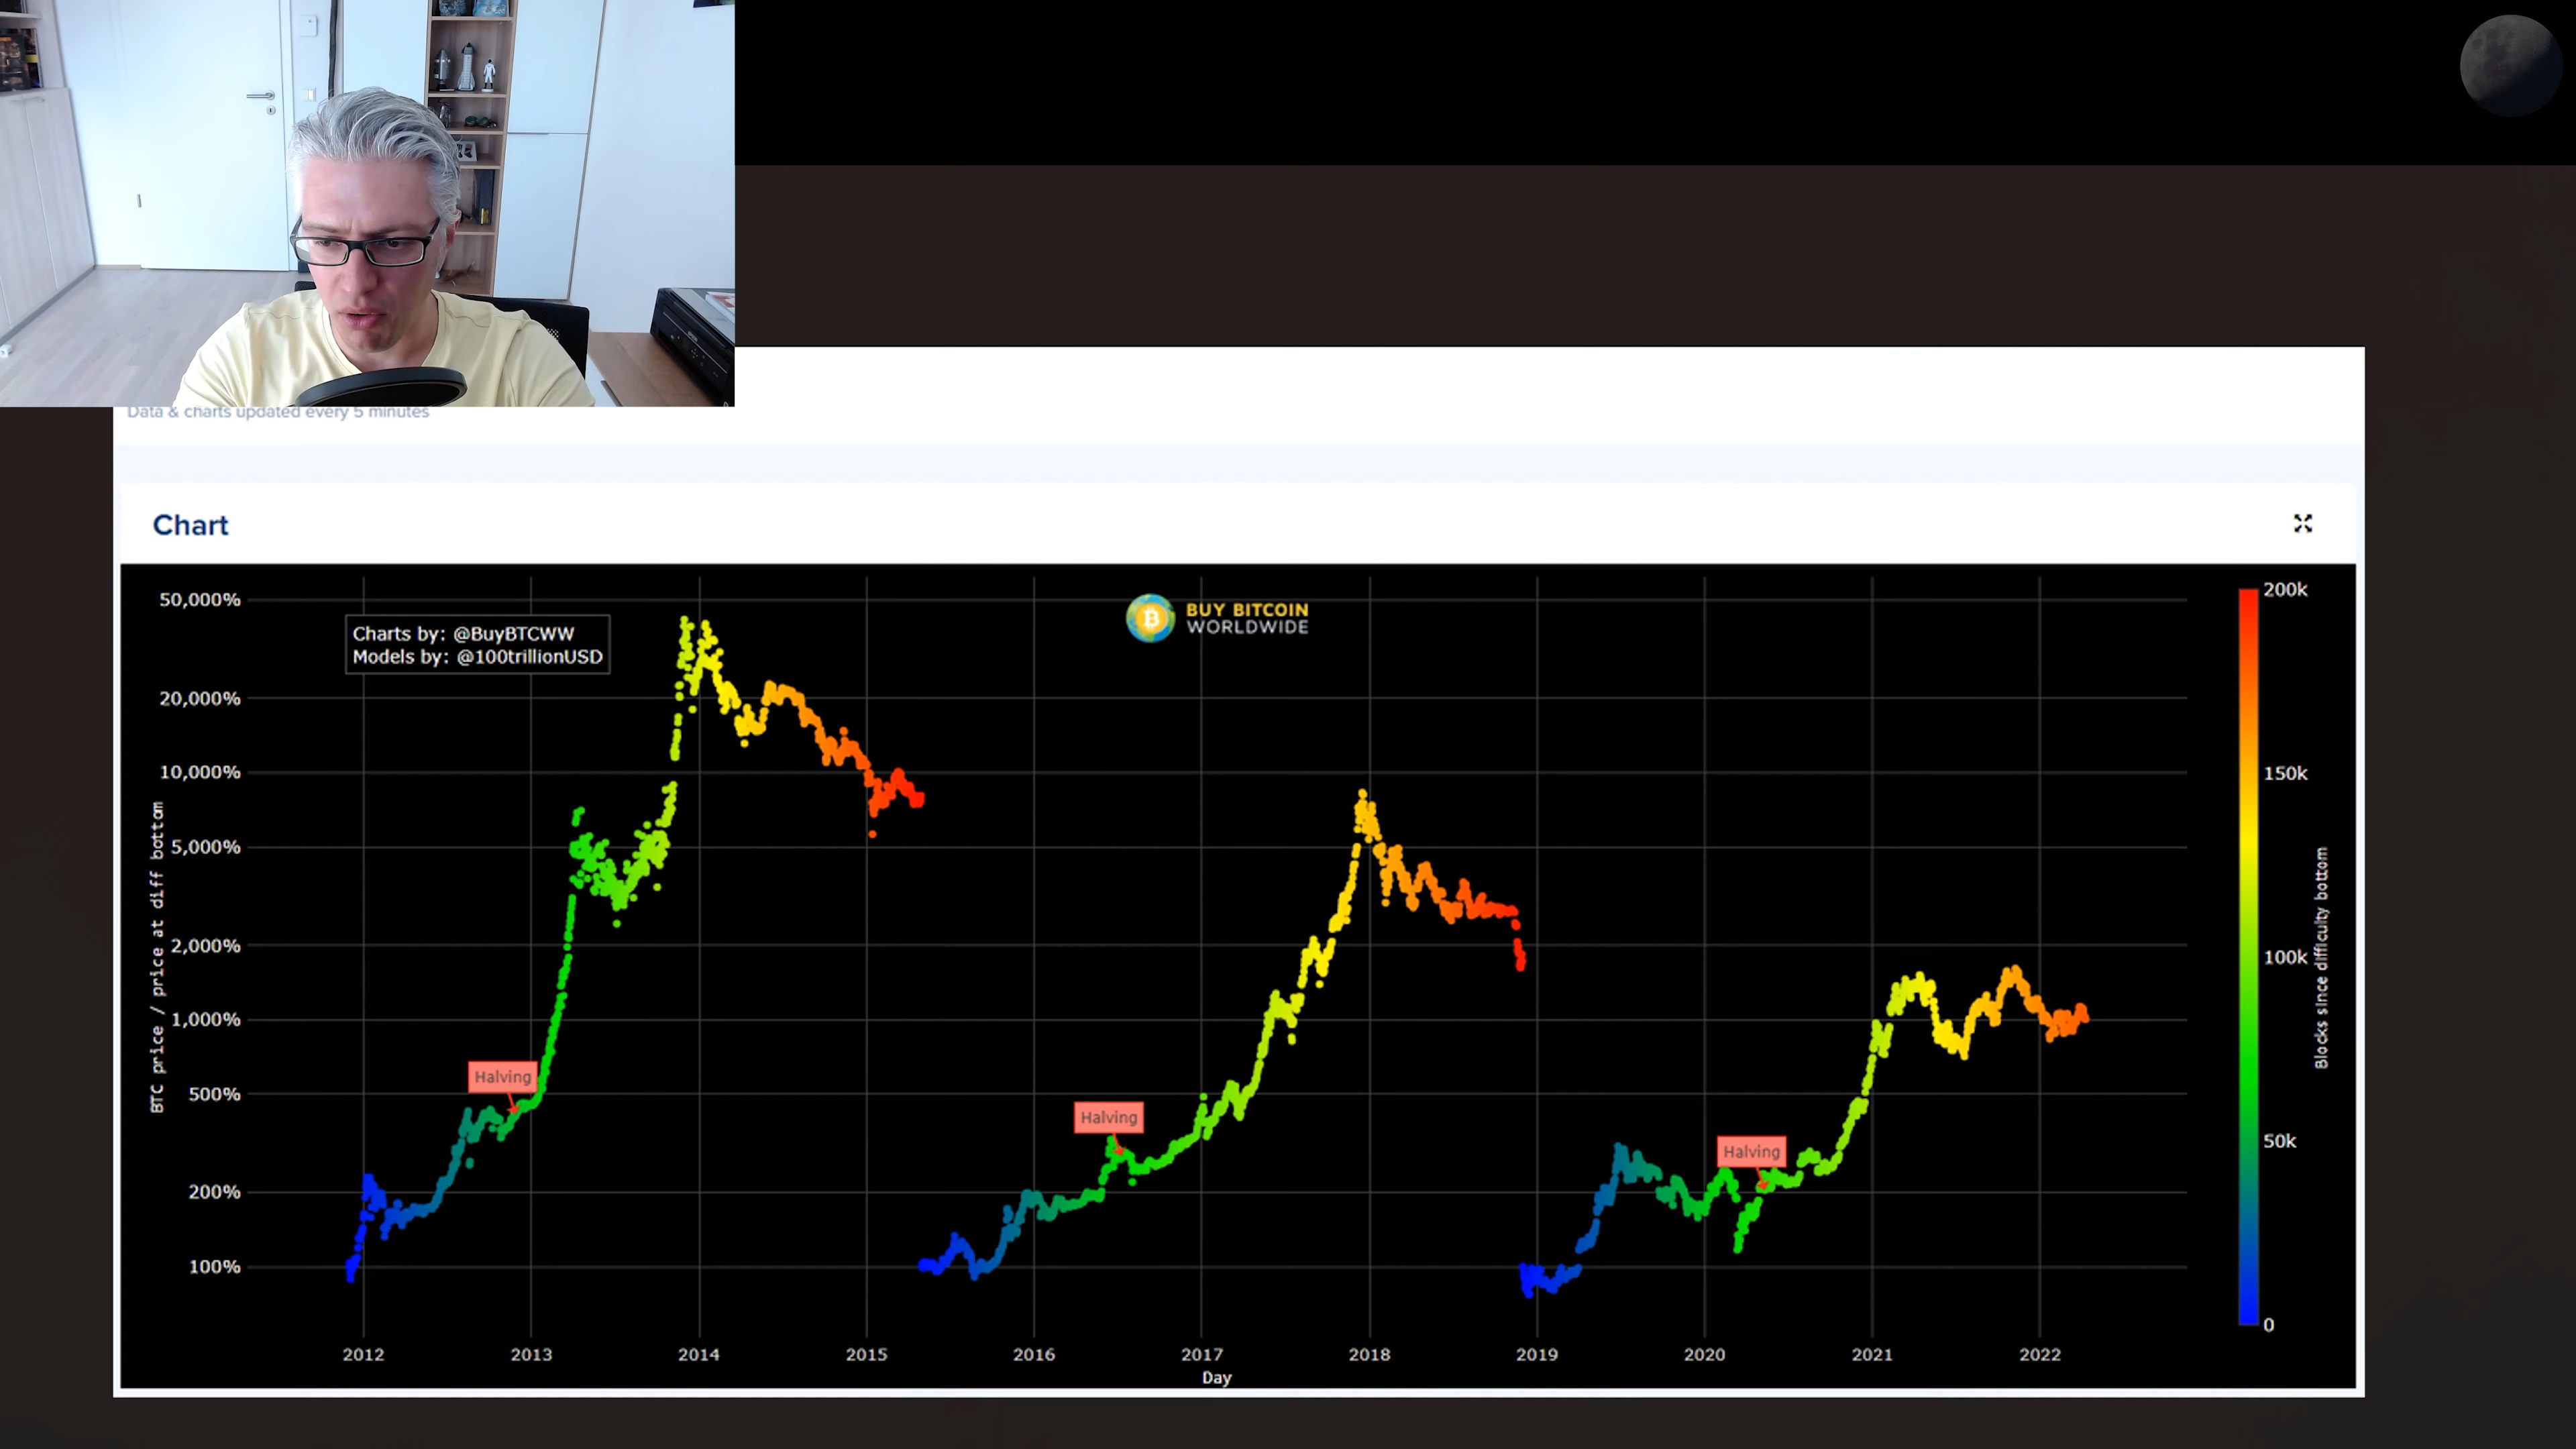 Data & charts updated every 5 minutes
Chart
50,000%
20,000%
10,000%
5,000%
2,000%
1,000%
500%
200%
100%
BTC price / price at diff bottom
Charts by: @BuyBTCWW
Models by: @100trillionUSD
BUY BITCOIN
WORLDWIDE
Halving
Halving
Halving
2012
2013
2014
2015
2016
2017
2018
2019
2020
2021
2022
Day
200k
150k
100k
50k
0
Blocks since difficulty bottom